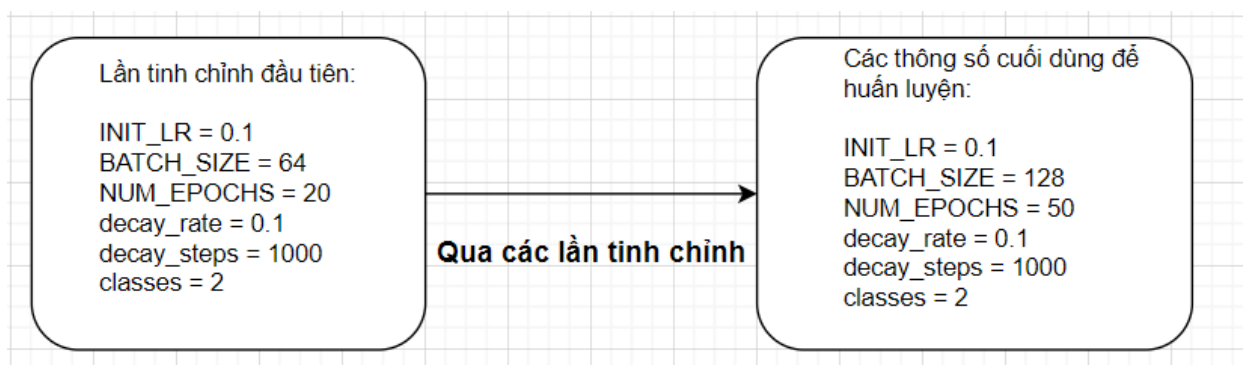 Lần tinh chỉnh đầu tiên:
INIT_LR = 0.1
BATCH_SIZE = 64
NUM_EPOCHS = 20
decay_rate = 0.1
decay_steps = 1000
classes = 2
Qua các lần tinh chỉnh
Các thông số cuối dùng để
huấn luyện:
INIT_LR = 0.1
BATCH_SIZE = 128
NUM_EPOCHS = 50
decay_rate = 0.1
decay_steps = 1000
classes = 2